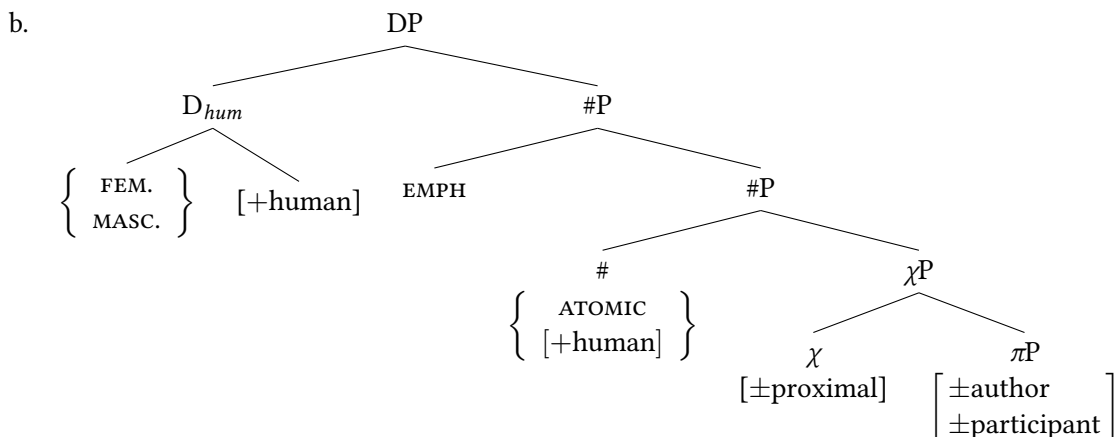 b.
DP
D_hum #P
{ FEM. MASC. } [+human] EMPH #P
# χP
{ ATOMIC [+human] } χ πP
[±proximal] [ ±author
±participant ]